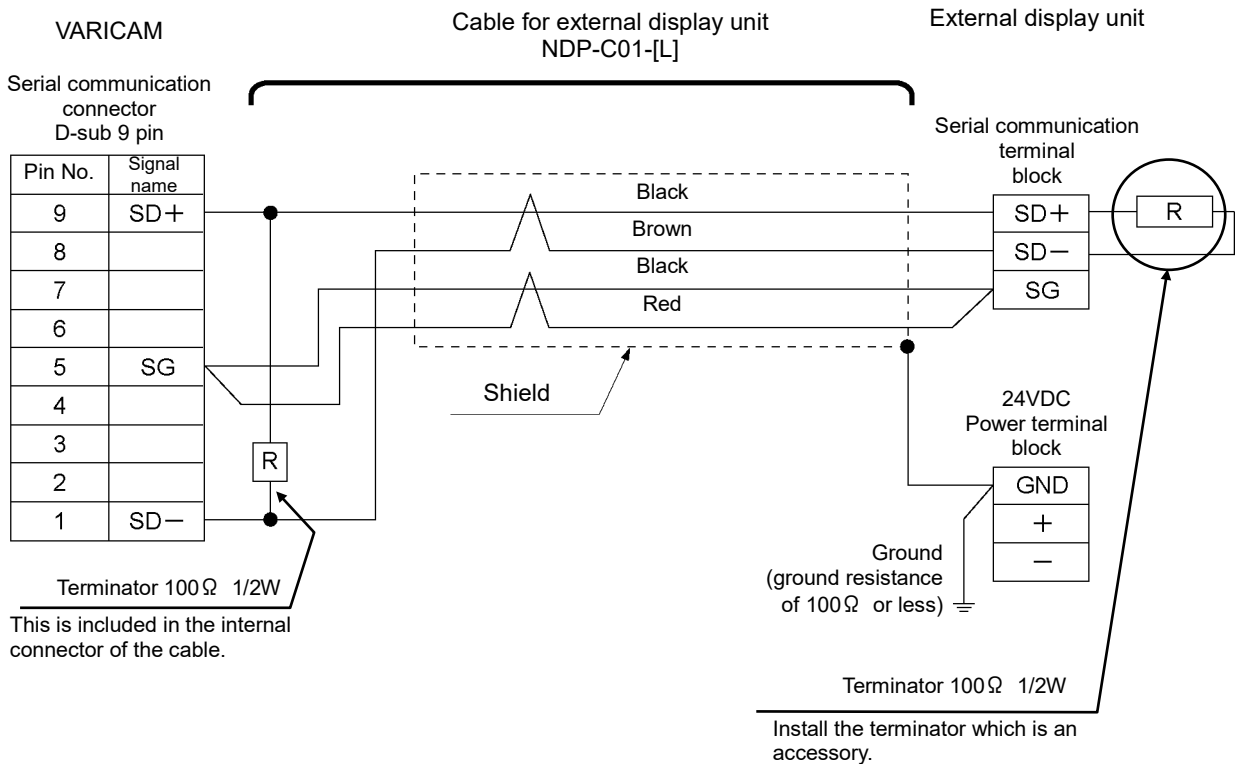 VARICAM
Cable for external display unit
NDP-C01-[L]
External display unit
Serial communication
connector
D-sub 9 pin
Pin No. Signal
name
9 SD+
8
7
6
5 SG
4
3
2
1 SD−
R
Black
Brown
Black
Red
Shield
Serial communication
terminal
block
SD+
SD−
SG
R
24VDC
Power terminal
block
GND
+
−
Ground
(ground resistance
of 100Ω or less)
Terminator 100Ω 1/2W
This is included in the internal
connector of the cable.
Terminator 100Ω 1/2W
Install the terminator which is an
accessory.